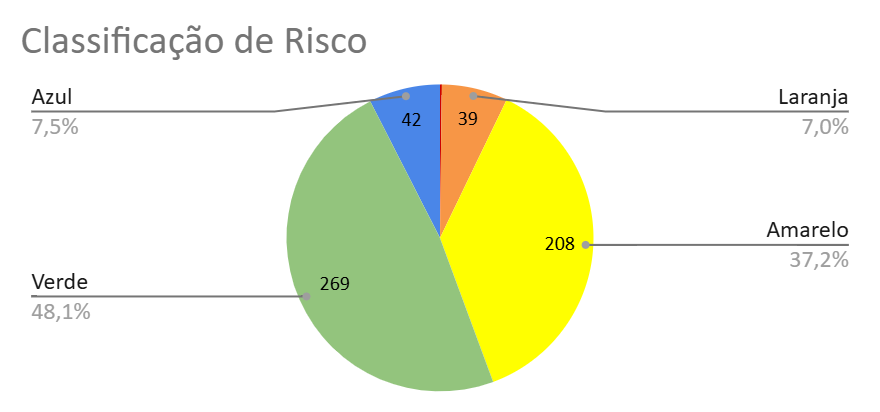 Classificação de Risco
Azul
7,5%
Laranja
7,0%
42
39
Amarelo
37,2%
208
Verde
48,1%
269